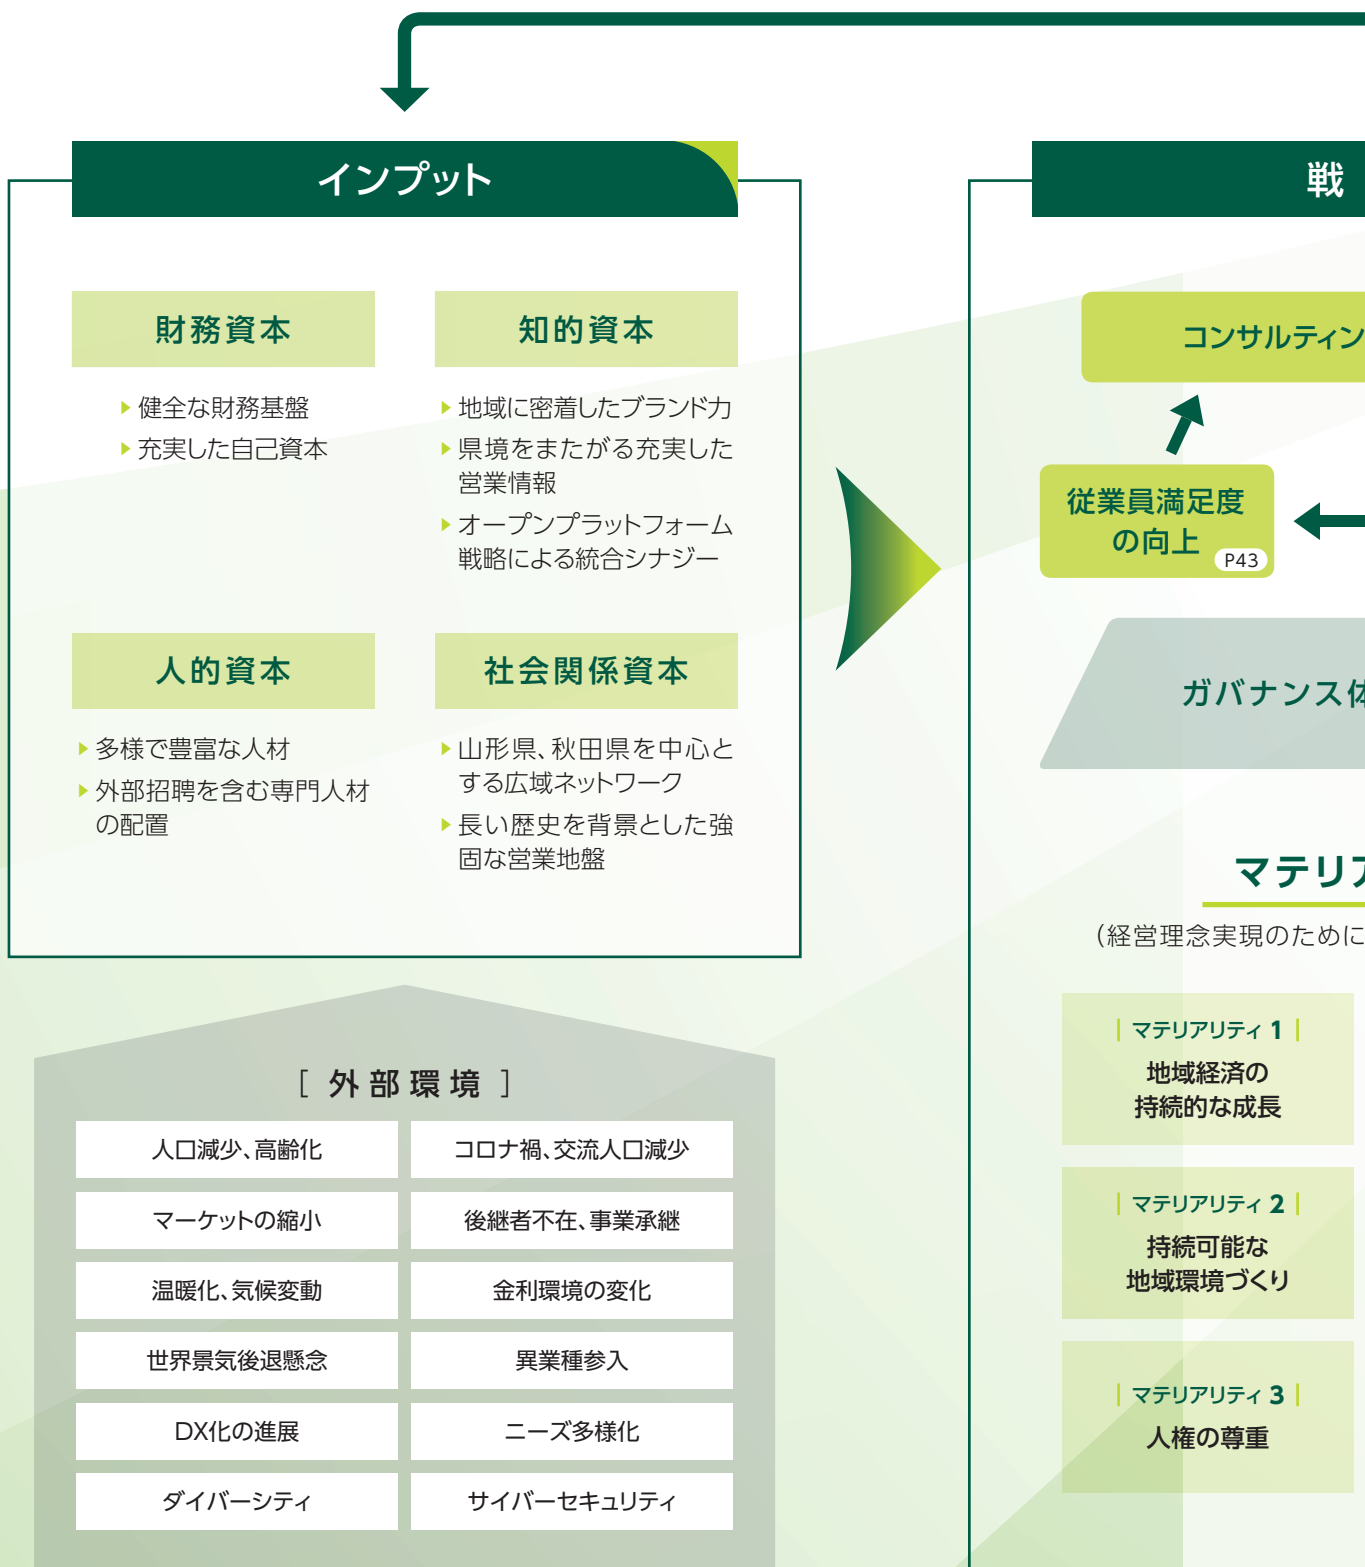 インプット
財務資本
▶健全な財務基盤
▶充実した自己資本
知的資本
▶地域に密着したブランド力
▶県境をまたがる充実した
営業情報
▶オープンプラットフォーム
戦略による統合シナジー
人的資本
▶多様で豊富な人材
▶外部招聘を含む専門人材
の配置
社会関係資本
▶山形県、秋田県を中心と
する広域ネットワーク
▶長い歴史を背景とした強
固な営業地盤
[ 外部環境 ]
人口減少、高齢化
コロナ禍、交流人口減少
マーケットの縮小
後継者不在、事業承継
温暖化、気候変動
金利環境の変化
世界景気後退懸念
異業種参入
DX化の進展
ニーズ多様化
ダイバーシティ
サイバーセキュリティ
戦
コンサルティン
従業員満足度
の向上
P43
ガバナンス体
マテリア
（経営理念実現のために
マテリアリティ 1
地域経済の
持続的な成長
マテリアリティ 2
持続可能な
地域環境づくり
マテリアリティ 3
人権の尊重